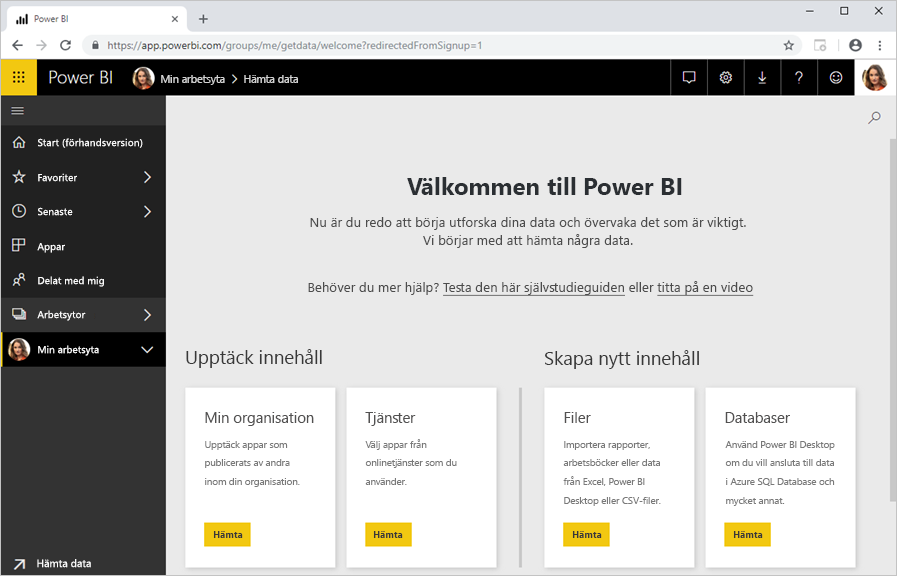 Power BI
https://app.powerbi.com/groups/me/getdata/welcome?redirectedFromSignup=1
Power BI Min arbetsyta > Hämta data ?
Start (förhandsversion)
Favoriter
Senaste
Appar
Delat med mig
Arbetsytor
Min arbetsyta
Hämta data
Välkommen till Power BI
Nu är du redo att börja utforska dina data och övervaka det som är viktigt.
Vi börjar med att hämta några data.
Behöver du mer hjälp? Testa den här självstudieguiden eller titta på en video
Upptäck innehåll
Min organisation
Upptäck appar som
publicerats av andra
inom din organisation.
Hämta
Tjänster
Välj appar från
onlinetjänster som du
använder.
Hämta
Skapa nytt innehåll
Filer
Importera rapporter,
arbetsböcker eller data
från Excel, Power BI
Desktop eller CSV-filer.
Hämta
Databaser
Använd Power BI Desktop
om du vill ansluta till data
i Azure SQL Database och
mycket annat.
Hämta